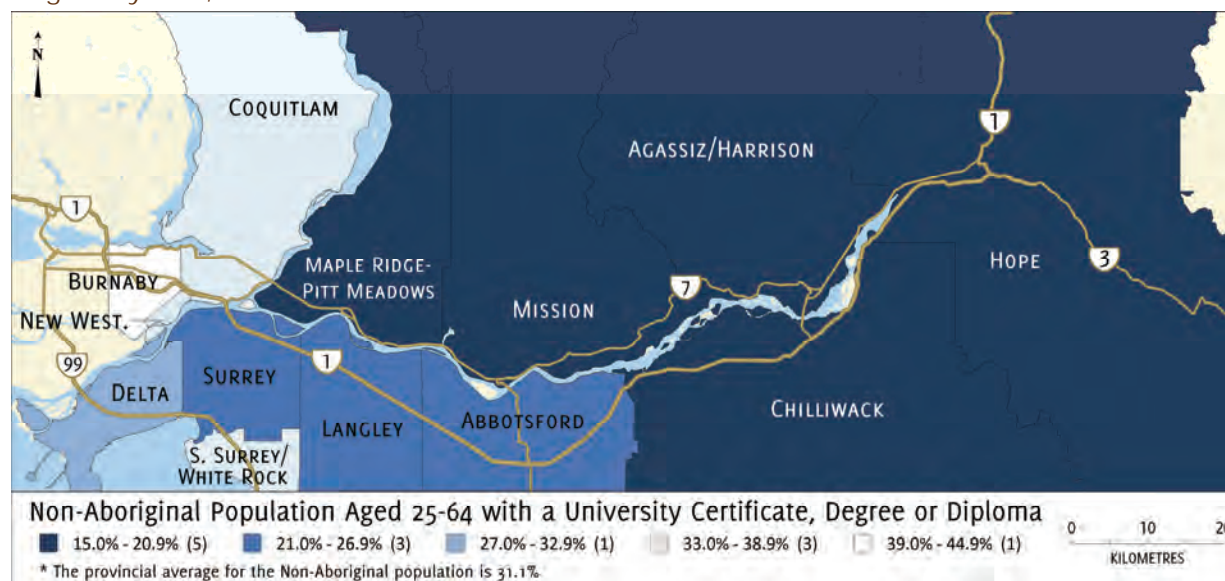 N
COQUITLAM
1
AGASSIZ/HARRISON
1
BURNABY
MAPLE RIDGE-
PITT MEADOWS
7
HOPE
3
NEW WEST.
MISSION
99
1
DELTA
SURREY
LANGLEY
ABBOTSFORD
CHILLIWACK
S. SURREY/
WHITE ROCK
Non-Aboriginal Population Aged 25-64 with a University Certificate, Degree or Diploma
15.0% - 20.9% (5) 21.0% - 26.9% (3) 27.0% - 32.9% (1) 33.0% - 38.9% (3) 39.0% - 44.9% (1)
* The provincial average for the Non-Aboriginal population is 31.1%
0 10 20
KILOMETRES